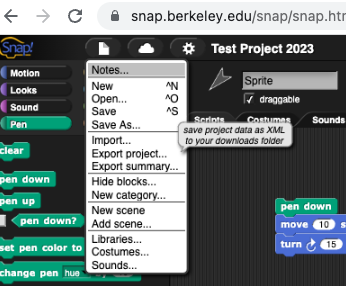 snap.berkeley.edu/snap/snap.htm
Snap!
Test Project 2023
Motion
Looks
Sound
Pen
Notes...
New ^N
Open... ^O
Save ^S
Save As...
Import...
Export project...
Export summary...
Hide blocks...
New category...
New scene
Add scene...
Libraries...
Costumes...
Sounds...
save project data as XML
to your downloads folder
Sprite
draggable
Scripts Costumes Sounds
clear
pen down
pen up
pen down?
set pen color to
change pen hue
pen down
move 10 s
turn 15